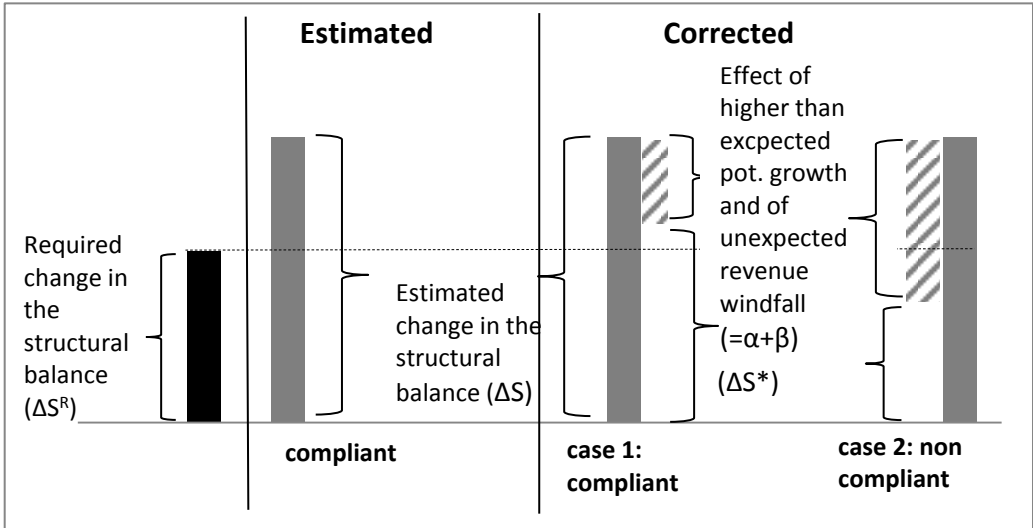 Estimated
Corrected
Required
change in
the
structural
balance
(ΔSᴿ)
Estimated
change in the
structural
balance (ΔS)
Effect of
higher than
excpected
pot. growth
and of
unexpected
revenue
windfall
(=α+β)
(ΔS*)
compliant
case 1:
compliant
case 2: non
compliant